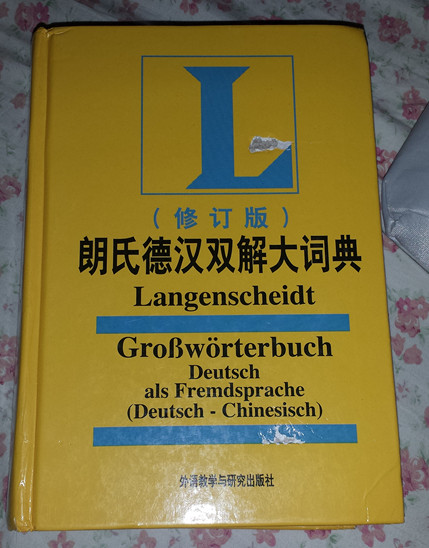 L
(修订版)
朗氏德汉双解大词典
Langenscheidt
Großwörterbuch
Deutsch
als Fremdsprache
(Deutsch - Chinesisch)
外语教学与研究出版社